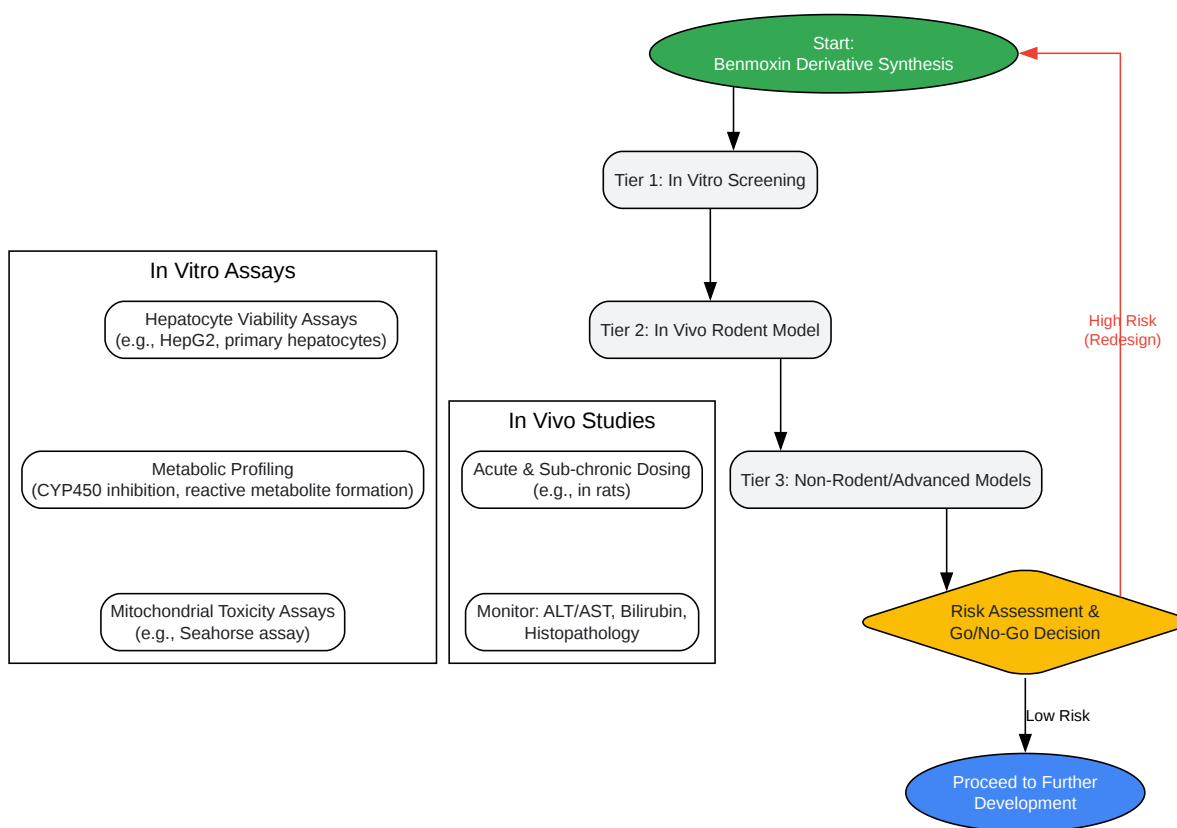 Start:
Benmoxin Derivative Synthesis
Tier 1: In Vitro Screening
In Vitro Assays
Hepatocyte Viability Assays
(e.g., HepG2, primary hepatocytes)
Tier 2: In Vivo Rodent Model
High Risk
(Redesign)
In Vivo Studies
Metabolic Profiling
(CYP450 inhibition, reactive metabolite formation)
Acute & Sub-chronic Dosing
(e.g., in rats)
Tier 3: Non-Rodent/Advanced Models
Mitochondrial Toxicity Assays
(e.g., Seahorse assay)
Monitor: ALT/AST, Bilirubin,
Histopathology
Risk Assessment &
Go/No-Go Decision
Low Risk
Proceed to Further
Development